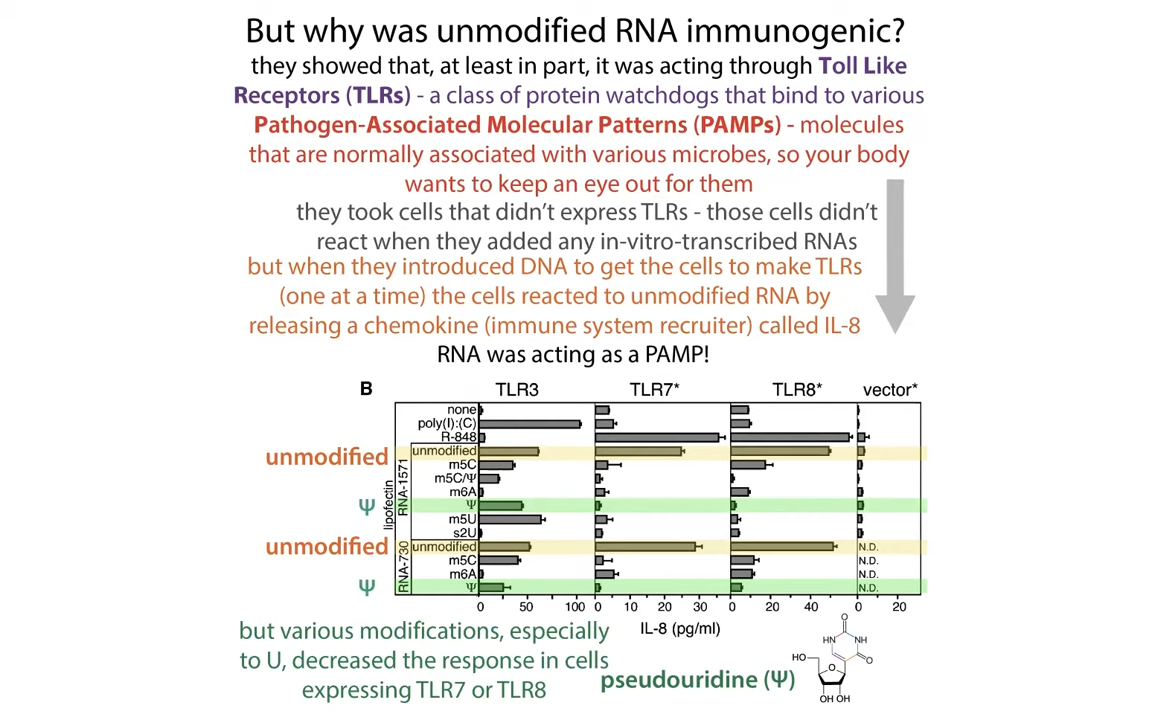 But why was unmodified RNA immunogenic?
they showed that, at least in part, it was acting through Toll Like
Receptors (TLRs) - a class of protein watchdogs that bind to various
Pathogen-Associated Molecular Patterns (PAMPs) - molecules
that are normally associated with various microbes, so your body
wants to keep an eye out for them
they took cells that didn't express TLRs - those cells didn't
react when they added any in-vitro-transcribed RNAs
but when they introduced DNA to get the cells to make TLRs
(one at a time) the cells reacted to unmodified RNA by
releasing a chemokine (immune system recruiter) called IL-8
RNA was acting as a PAMP!
B TLR3 TLR7* TLR8* vector*
none
poly(I):(C)
R-848
unmodified unmodified
m5C
m5C/Ψ
m6A
Ψ Ψ
m5U
s2U
lipofectin
RNA-1571
unmodified unmodified N.D.
m5C N.D.
m6A N.D.
Ψ Ψ N.D.
RNA-730
0 50 100 0 10 20 30 0 20 40 0 20
IL-8 (pg/ml)
but various modifications, especially
to U, decreased the response in cells
expressing TLR7 or TLR8
pseudouridine (Ψ)
O
HN NH
HO O O
OH OH